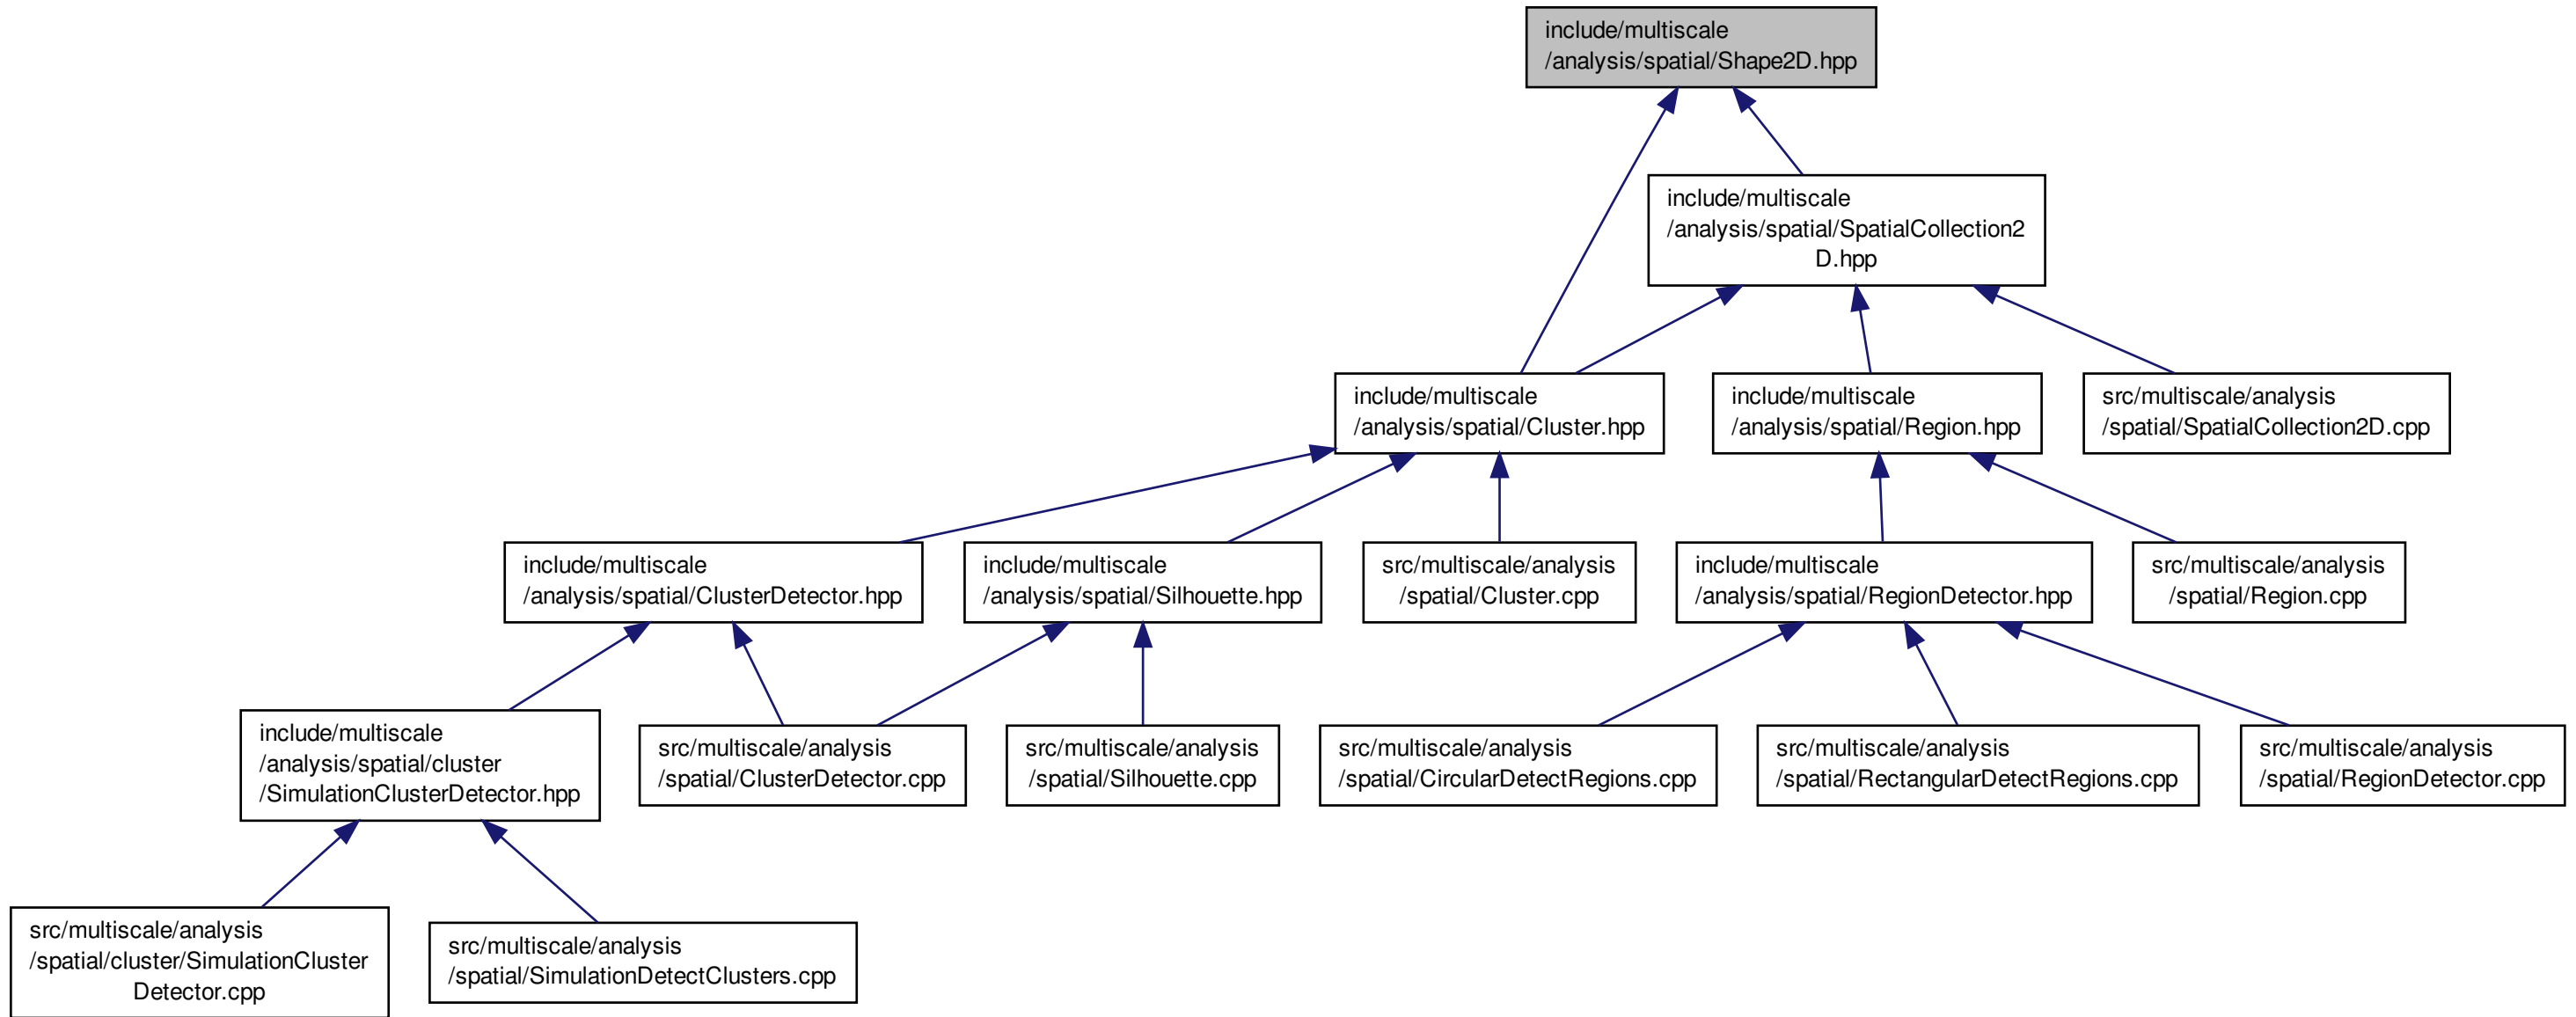 include/multiscale
/analysis/spatial/Shape2D.hpp
include/multiscale
/analysis/spatial/SpatialCollection2
D.hpp
include/multiscale
/analysis/spatial/Cluster.hpp
include/multiscale
/analysis/spatial/Region.hpp
src/multiscale/analysis
/spatial/SpatialCollection2D.cpp
include/multiscale
/analysis/spatial/ClusterDetector.hpp
include/multiscale
/analysis/spatial/Silhouette.hpp
src/multiscale/analysis
/spatial/Cluster.cpp
include/multiscale
/analysis/spatial/RegionDetector.hpp
src/multiscale/analysis
/spatial/Region.cpp
include/multiscale
/analysis/spatial/cluster
/SimulationClusterDetector.hpp
src/multiscale/analysis
/spatial/ClusterDetector.cpp
src/multiscale/analysis
/spatial/Silhouette.cpp
src/multiscale/analysis
/spatial/CircularDetectRegions.cpp
src/multiscale/analysis
/spatial/RectangularDetectRegions.cpp
src/multiscale/analysis
/spatial/RegionDetector.cpp
src/multiscale/analysis
/spatial/cluster/SimulationCluster
Detector.cpp
src/multiscale/analysis
/spatial/SimulationDetectClusters.cpp